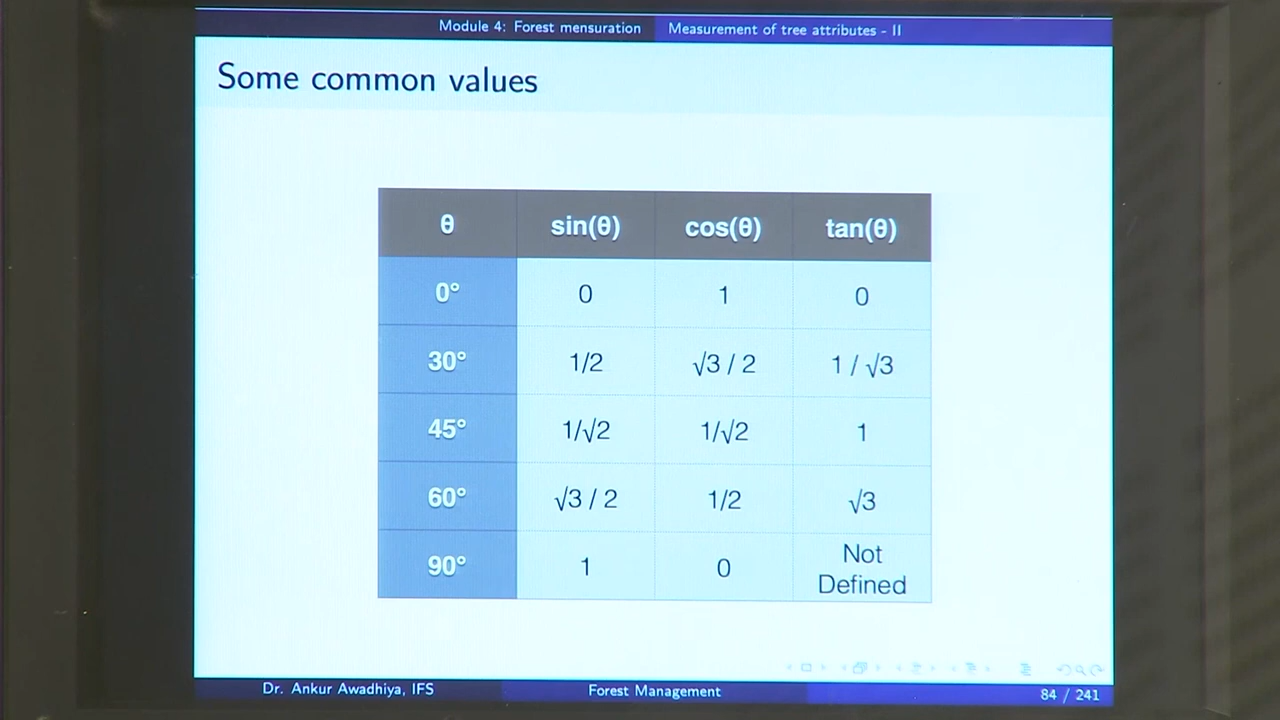 Module 4: Forest mensuration Measurement of tree attributes - II
Some common values
θ sin(θ) cos(θ) tan(θ)
0° 0 1 0
30° 1/2 √3 / 2 1 / √3
45° 1/√2 1/√2 1
60° √3 / 2 1/2 √3
90° 1 0 Not Defined
Dr. Ankur Awadhiya, IFS Forest Management 84 / 241